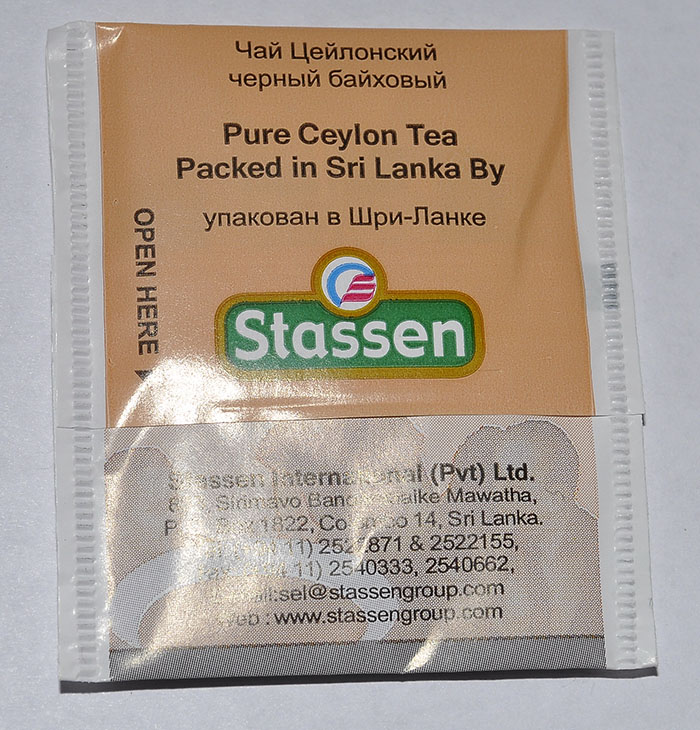 Чай Цейлонский
черный байховый
Pure Ceylon Tea
Packed in Sri Lanka By
упакован в Шри-Ланке
OPEN HERE
Stassen
Stassen International (Pvt) Ltd.
Sirimavo Bandaranaike Mawatha,
1822, Colombo 14, Sri Lanka.
& 2522155,
2540333, 2540662,
sel@stassengroup.com
web : www.stassengroup.com